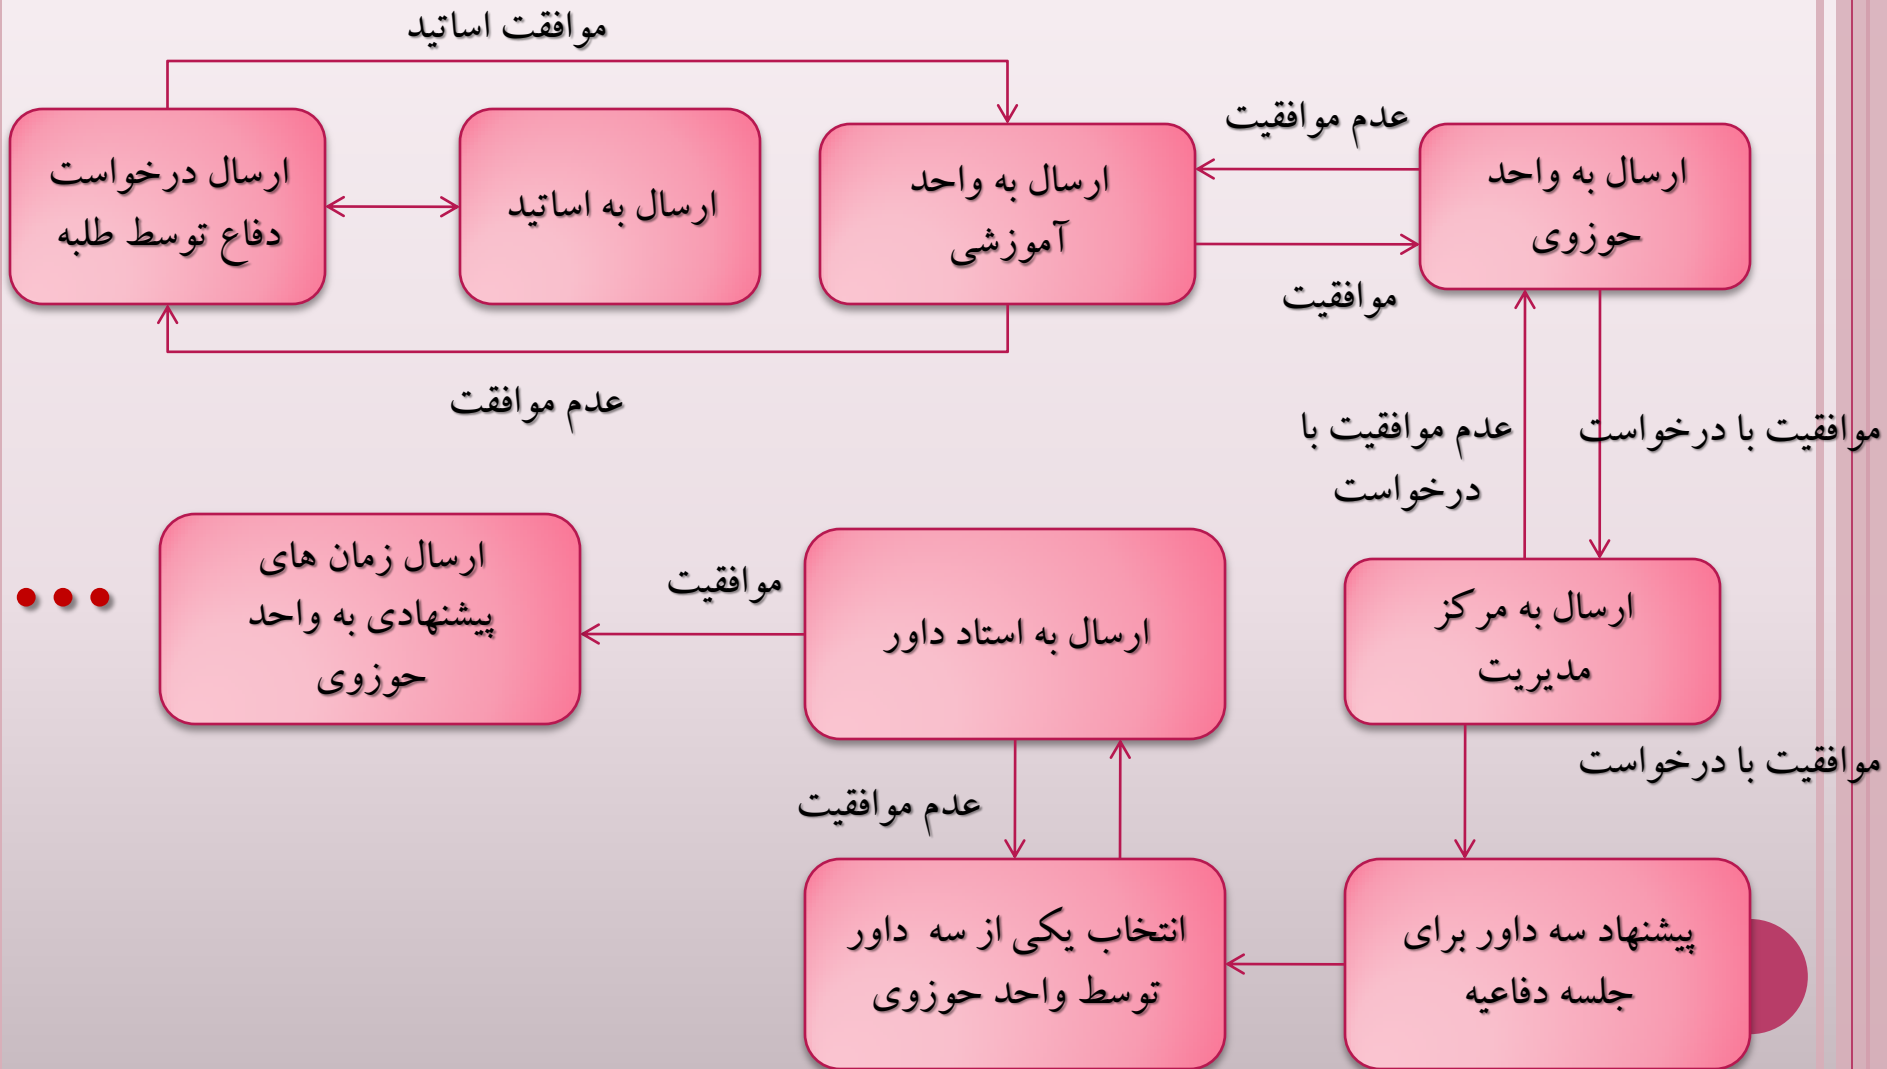 موافقت اساتید
ارسال درخواست
دفاع توسط طلبه
ارسال به اساتید
ارسال به واحد
آموزشی
عدم موافقیت
موافقیت
ارسال به واحد
حوزوی
عدم موافقت
عدم موافقیت با
درخواست
موافقیت با درخواست
ارسال به مرکز
مدیریت
موافقیت با درخواست
پیشنهاد سه داور برای
جلسه دفاعیه
انتخاب یکی از سه داور
توسط واحد حوزوی
عدم موافقیت
ارسال به استاد داور
موافقیت
ارسال زمان های
پیشنهادی به واحد
حوزوی
...